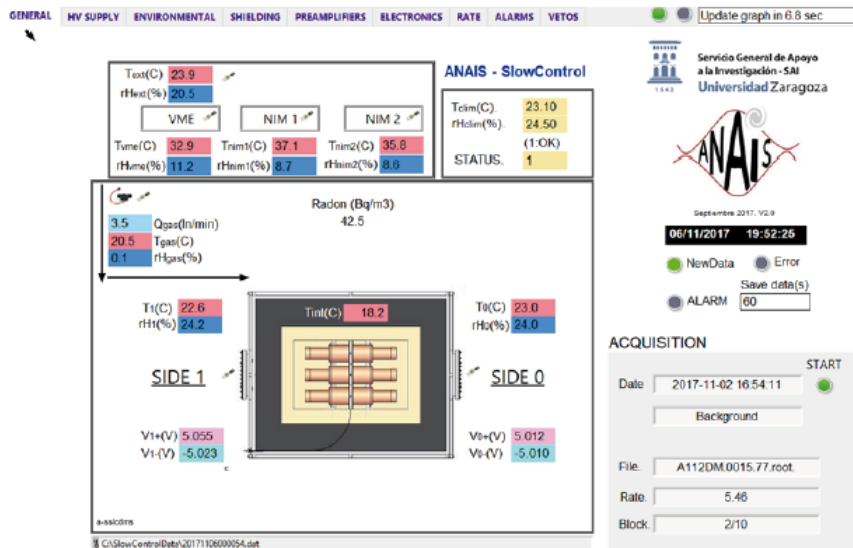 GENERAL HV SUPPLY ENVIRONMENTAL SHIELDING PREAMPLIFIERS ELECTRONICS RATE ALARMS VETOS Update graph in 6.8 sec
Text(C) 23.9
rHext(%) 20.5
VME NIM 1 NIM 2
Tvme(C) 32.9 Tnim1(C) 37.1 Tnim2(C) 35.8
rHvme(%) 11.2 rHnim1(%) 8.7 rHnim2(%) 8.6
ANAIS - SlowControl
Tclim(C). 23.10
rHclim(%). 24.50
(1:OK)
STATUS. 1
1542
Servicio General de Apoyo
a la Investigación - SAI
Universidad Zaragoza
ANAIS
Septiembre 2017. V2.0
06/11/2017 19:52:25
NewData Error
Save data(s)
ALARM 60
Radon (Bq/m3)
42.5
3.5 Qgas(ln/min)
20.5 Tgas(C)
0.1 rHgas(%)
T1(C) 22.6
rH1(%) 24.2
Tint(C) 18.2
T0(C) 23.0
rH0(%) 24.0
SIDE 1 SIDE 0
V1+(V) 5.055
V1-(V) -5.023
c
V0+(V) 5.012
V0-(V) -5.010
a-sslcdms
C:\SlowControlData\20171106000054.dat
ACQUISITION
START
Date 2017-11-02 16:54:11
Background
File. A112DM.0015.77.root.
Rate. 5.46
Block. 2/10